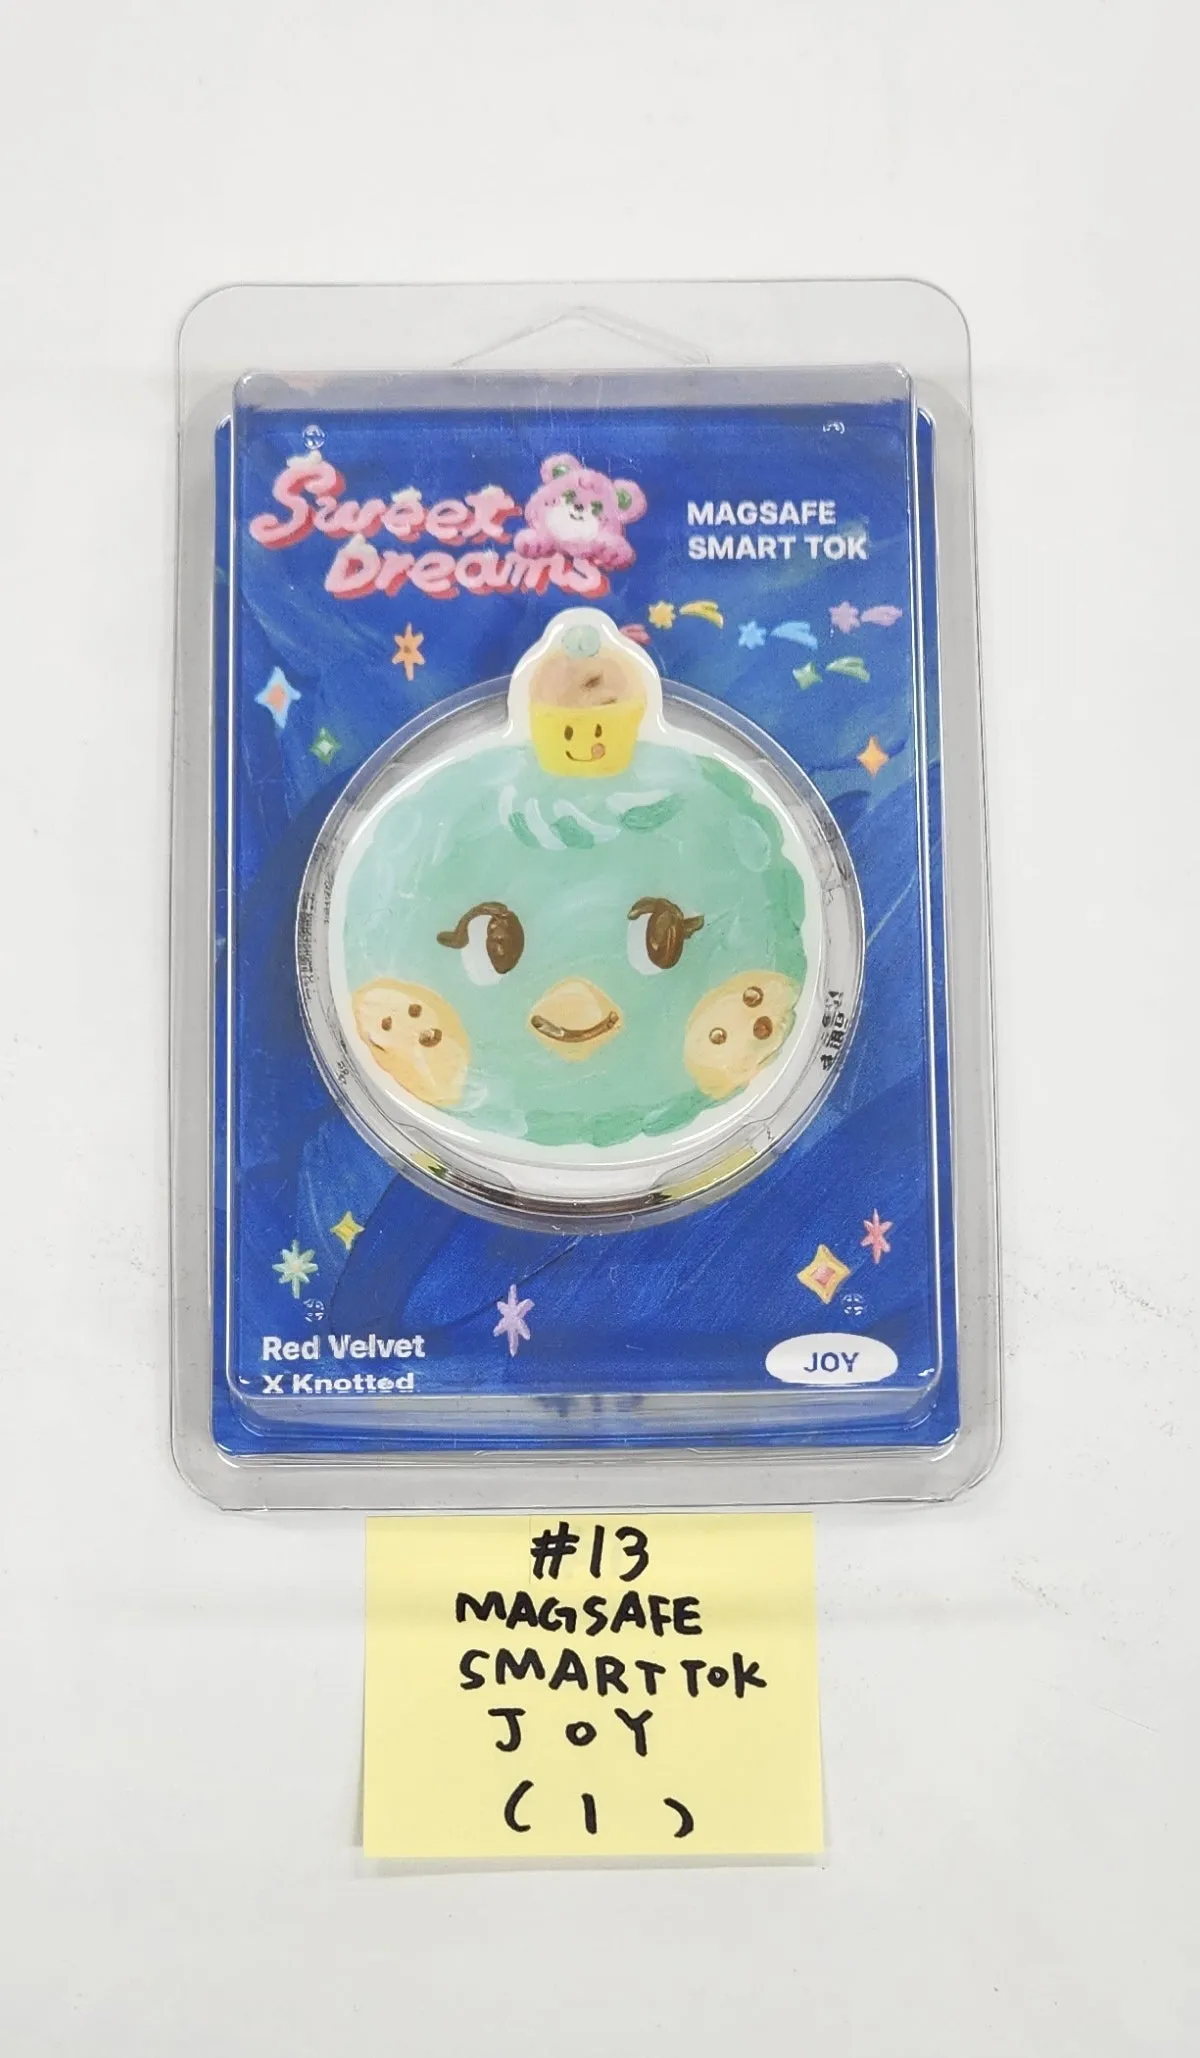 Sweet
Dreams
MAGSAFE
SMART TOK
Red Velvet
X Knotted
JOY
#13
MAGSAFE
SMART TOK
JOY
(1)